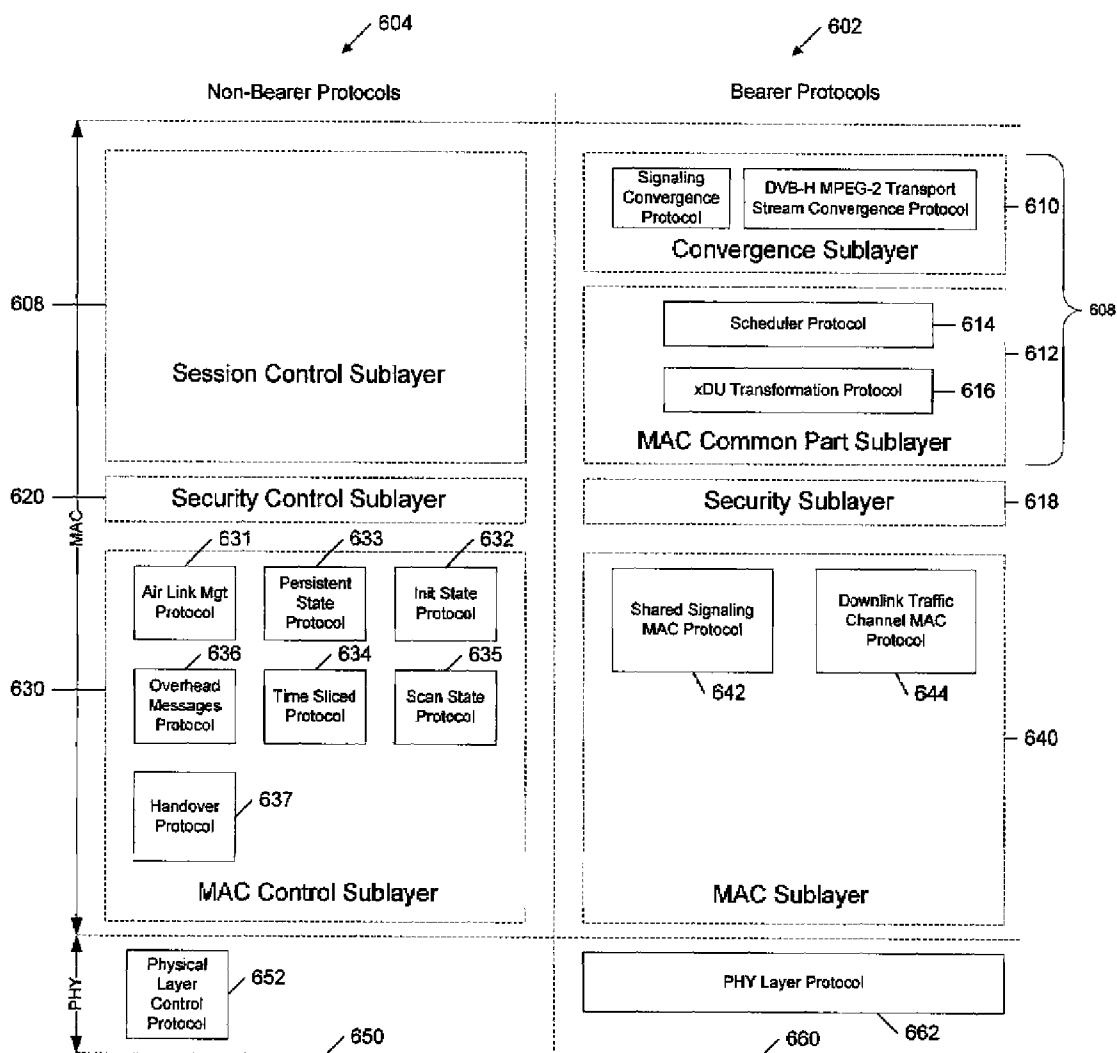 604
602
Non-Bearer Protocols
Bearer Protocols
Signaling
Convergence
Protocol
DVB-H MPEG-2 Transport
Stream Convergence Protocol
610
Convergence Sublayer
608
Session Control Sublayer
Scheduler Protocol
614
612
608
xDU Transformation Protocol
616
MAC Common Part Sublayer
620
Security Control Sublayer
Security Sublayer
618
MAC
631
633
632
Air Link Mgt
Protocol
Persistent
State
Protocol
Init State
Protocol
Shared Signaling
MAC Protocol
Downlink Traffic
Channel MAC
Protocol
636
634
635
630
Overhead
Messages
Protocol
Time Sliced
Protocol
Scan State
Protocol
642
644
640
Handover
Protocol
637
MAC Control Sublayer
MAC Sublayer
PHY
Physical
Layer
Control
Protocol
652
PHY Layer Protocol
662
650
660